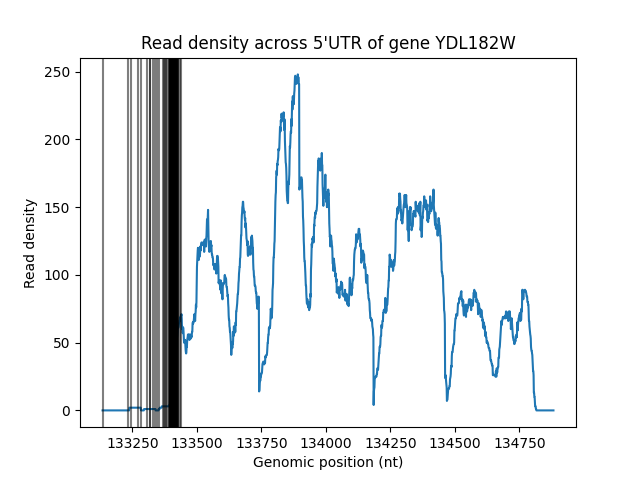 Read density across 5'UTR of gene YDL182W
250
200
150
100
50
0
Read density
133250 133500 133750 134000 134250 134500 134750
Genomic position (nt)